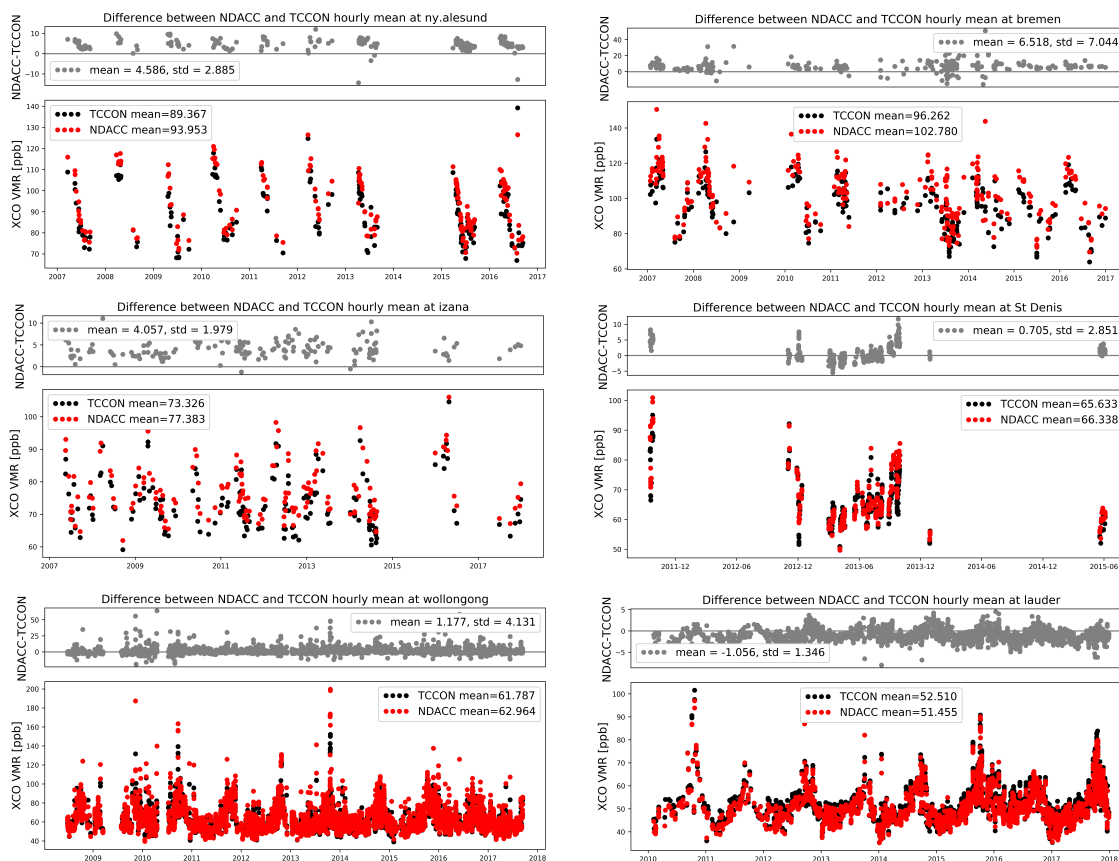 Difference between NDACC and TCCON hourly mean at ny.alesund
NDACC-TCCON
10
0
−10
mean = 4.586, std = 2.885
XCO VMR [ppb]
140
130
120
110
100
90
80
70
TCCON mean=89.367
NDACC mean=93.953
2007 2008 2009 2010 2011 2012 2013 2014 2015 2016 2017
Difference between NDACC and TCCON hourly mean at bremen
NDACC-TCCON
40
20
0
mean = 6.518, std = 7.044
XCO VMR [ppb]
140
120
100
80
60
TCCON mean=96.262
NDACC mean=102.780
2007 2008 2009 2010 2011 2012 2013 2014 2015 2016 2017
Difference between NDACC and TCCON hourly mean at izana
NDACC-TCCON
10
5
0
mean = 4.057, std = 1.979
XCO VMR [ppb]
100
90
80
70
60
TCCON mean=73.326
NDACC mean=77.383
2007 2009 2011 2013 2015 2017
Difference between NDACC and TCCON hourly mean at St Denis
NDACC-TCCON
10
5
0
−5
mean = 0.705, std = 2.851
XCO VMR [ppb]
100
90
80
70
60
50
TCCON mean=65.633
NDACC mean=66.338
2011-12 2012-06 2012-12 2013-06 2013-12 2014-06 2014-12 2015-06
Difference between NDACC and TCCON hourly mean at wollongong
NDACC-TCCON
50
25
0
mean = 1.177, std = 4.131
XCO VMR [ppb]
200
180
160
140
120
100
80
60
40
TCCON mean=61.787
NDACC mean=62.964
2009 2010 2011 2012 2013 2014 2015 2016 2017 2018
Difference between NDACC and TCCON hourly mean at lauder
NDACC-TCCON
5
0
−5
mean = -1.056, std = 1.346
XCO VMR [ppb]
100
90
80
70
60
50
40
TCCON mean=52.510
NDACC mean=51.455
2010 2011 2012 2013 2014 2015 2016 2017 2018